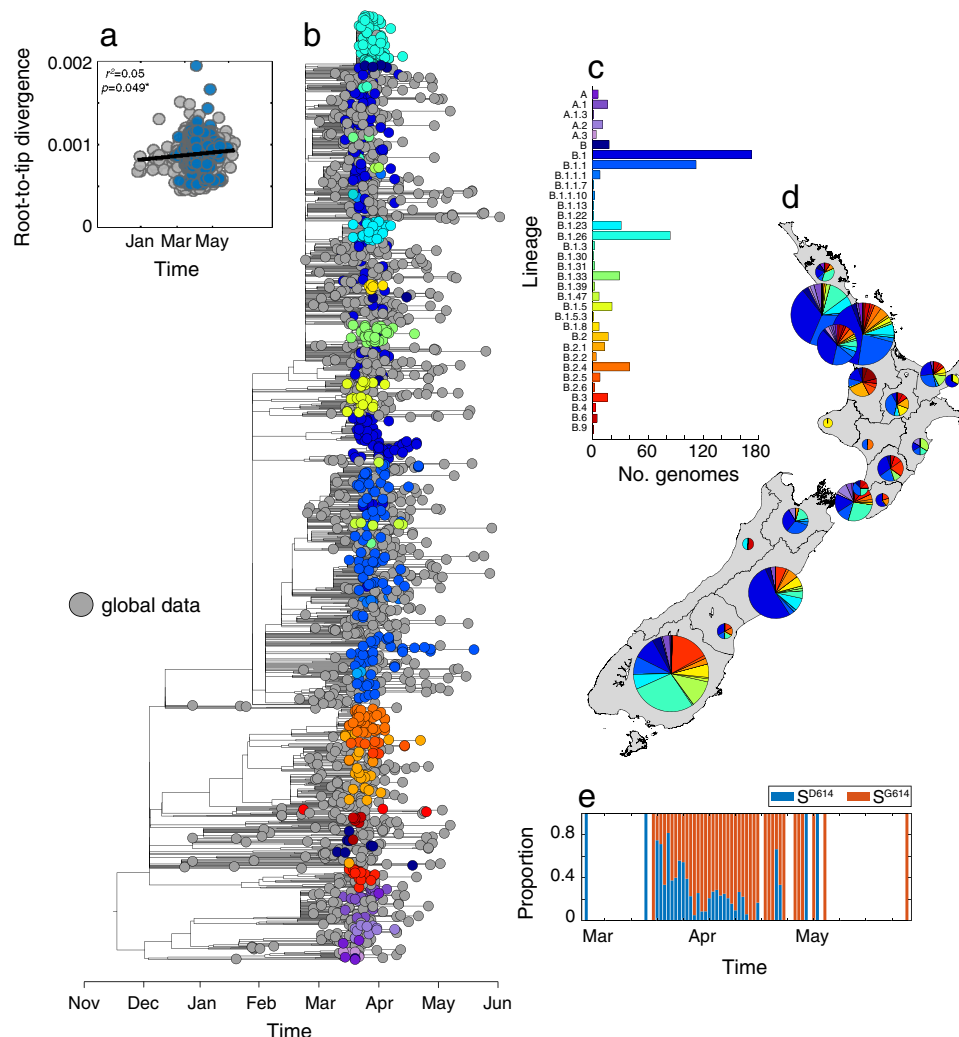 a
Root-to-tip divergence
0.002
0.001
0
r²=0.05
p=0.049*
Jan Mar May
Time
b
global data
Nov Dec Jan Feb Mar Apr May Jun
Time
c
Lineage
A
A.1
A.1.3
A.2
A.3
B
B.1
B.1.1
B.1.1.1
B.1.1.7
B.1.1.10
B.1.13
B.1.22
B.1.23
B.1.26
B.1.3
B.1.30
B.1.31
B.1.33
B.1.39
B.1.47
B.1.5
B.1.5.3
B.1.8
B.2
B.2.1
B.2.2
B.2.4
B.2.5
B.2.6
B.3
B.4
B.6
B.9
0 60 120 180
No. genomes
d
e
S^D614 S^G614
Proportion
0.8
0.4
0
Mar Apr May
Time